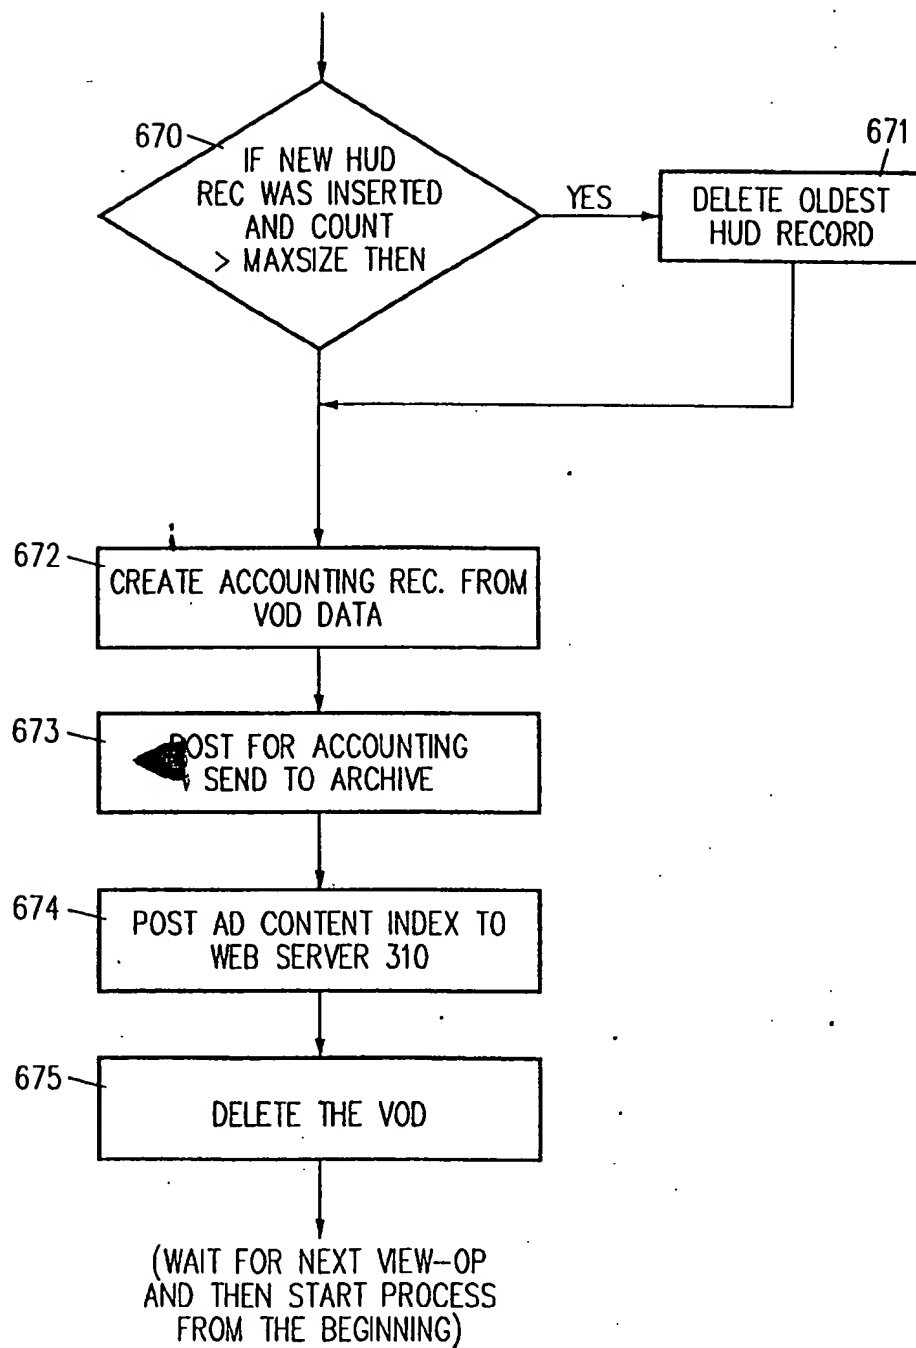 670
IF NEW HUD
REC WAS INSERTED
AND COUNT
> MAXSIZE THEN
YES
671
DELETE OLDEST
HUD RECORD
672
CREATE ACCOUNTING REC. FROM
VOD DATA
673
POST FOR ACCOUNTING
SEND TO ARCHIVE
674
POST AD CONTENT INDEX TO
WEB SERVER 310
675
DELETE THE VOD
(WAIT FOR NEXT VIEW-OP
AND THEN START PROCESS
FROM THE BEGINNING)